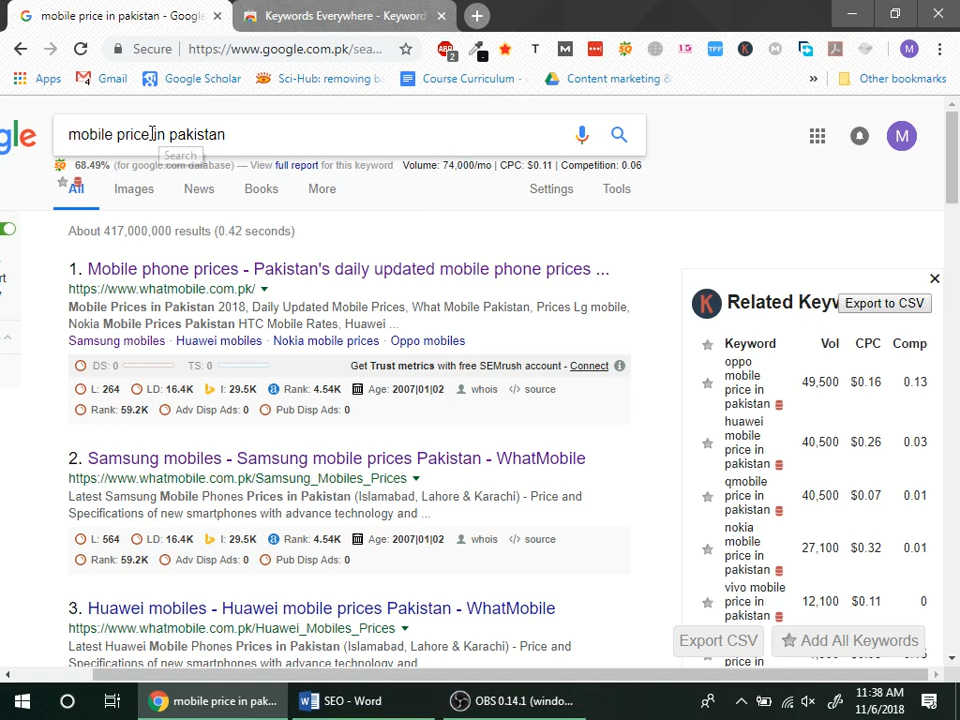 mobile price in pakistan - Google
Keywords Everywhere - Keyword
Secure
https://www.google.com.pk/sea...
Apps
Gmail
Google Scholar
Sci-Hub: removing ba
Course Curriculum -
Content marketing &
»
Other bookmarks
gle
mobile price in pakistan
Search
68.49% (for google.com database) — View full report for this keyword
Volume: 74,000/mo | CPC: $0.11 | Competition: 0.06
All
Images
News
Books
More
Settings
Tools
About 417,000,000 results (0.42 seconds)
1. Mobile phone prices - Pakistan's daily updated mobile phone prices ...
https://www.whatmobile.com.pk/
Mobile Prices in Pakistan 2018, Daily Updated Mobile Prices, What Mobile Pakistan, Prices Lg mobile,
Nokia Mobile Prices Pakistan HTC Mobile Rates, Huawei ...
Samsung mobiles · Huawei mobiles · Nokia mobile prices · Oppo mobiles
DS: 0
TS: 0
Get Trust metrics with free SEMrush account - Connect
L: 264
LD: 16.4K
I: 29.5K
Rank: 4.54K
Age: 2007|01|02
whois
source
Rank: 59.2K
Adv Disp Ads: 0
Pub Disp Ads: 0
2. Samsung mobiles - Samsung mobile prices Pakistan - WhatMobile
https://www.whatmobile.com.pk/Samsung_Mobiles_Prices
Latest Samsung Mobile Phones Prices in Pakistan (Islamabad, Lahore & Karachi) - Price and
Specifications of new smartphones with advance technology and ...
L: 564
LD: 16.4K
I: 29.5K
Rank: 4.54K
Age: 2007|01|02
whois
source
Rank: 59.2K
Adv Disp Ads: 0
Pub Disp Ads: 0
3. Huawei mobiles - Huawei mobile prices Pakistan - WhatMobile
https://www.whatmobile.com.pk/Huawei_Mobiles_Prices
Latest Huawei Mobile Phones Prices in Pakistan (Islamabad, Lahore & Karachi) - Price and
Related Keyw
Export to CSV
Keyword Vol CPC Comp
oppo
mobile
price in
pakistan
49,500 $0.16 0.13
huawei
mobile
price in
pakistan
40,500 $0.26 0.03
qmobile
price in
pakistan
40,500 $0.07 0.01
nokia
mobile
price in
pakistan
27,100 $0.32 0.01
vivo mobile
price in
pakistan
12,100 $0.11 0
Export CSV
Add All Keywords
price in
mobile price in pak...
SEO - Word
OBS 0.14.1 (windo...
11:38 AM
11/6/2018